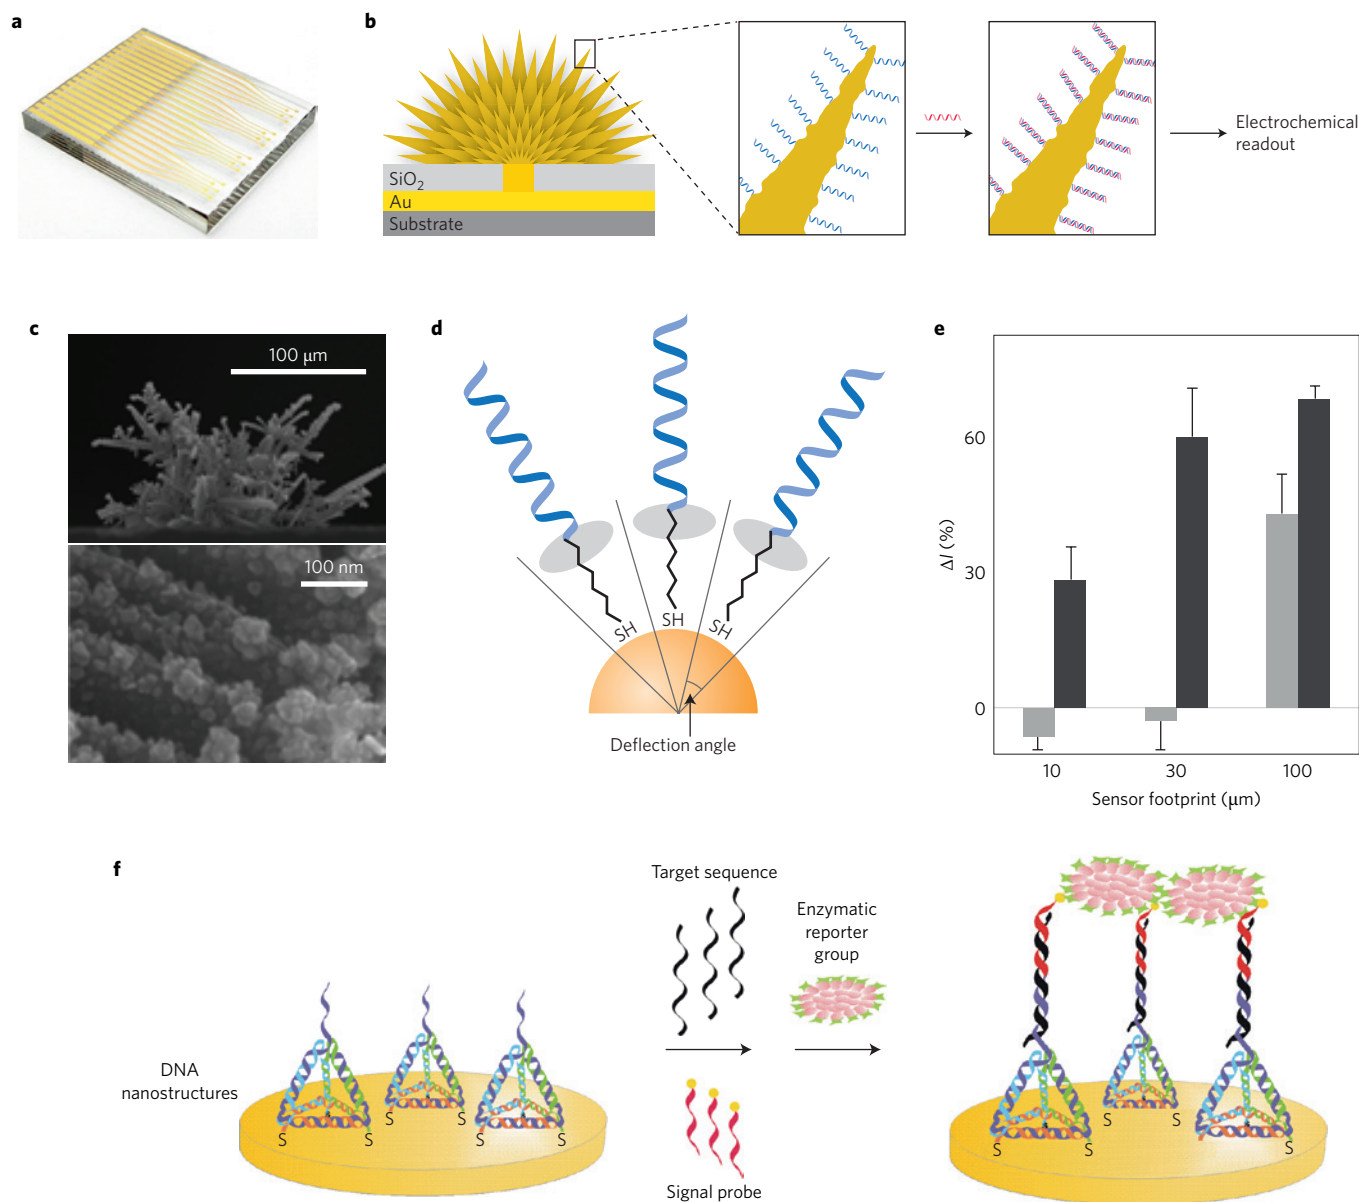 a
b
SiO2
Au
Substrate
Electrochemical
readout
c
100 μm
100 nm
d
SH
SH
SH
Deflection angle
e
ΔI (%)
60
30
0
10
30
100
Sensor footprint (μm)
f
Target sequence
Enzymatic
reporter
group
DNA
nanostructures
S
S
S
S
S
S
Signal probe
S
S
S
S
S
S